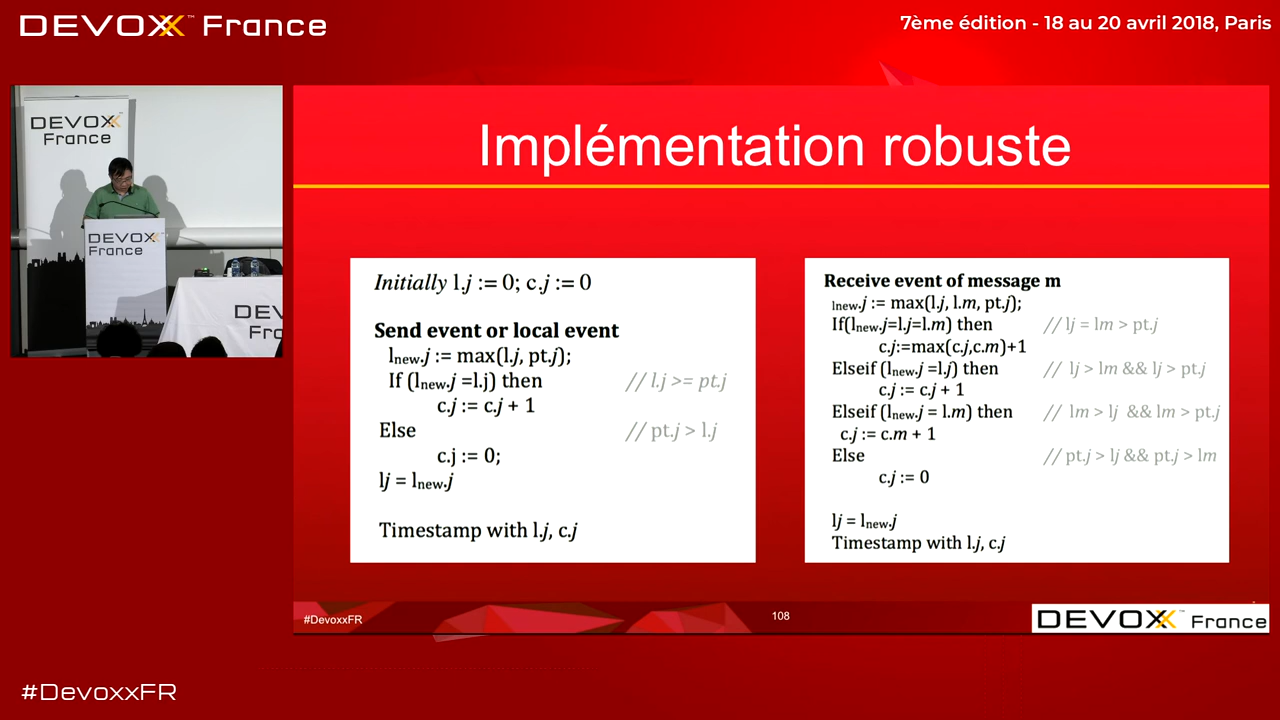 DEVOXX™ France
7ème édition - 18 au 20 avril 2018, Paris
DEVOXX
France
DEVOXX
France
DEV
Fra
Implémentation robuste
Initially l.j := 0; c.j := 0
Send event or local event
lnew.j := max(l.j, pt.j);
If (lnew.j =l.j) then // l.j >= pt.j
c.j := c.j + 1
Else // pt.j > l.j
c.j := 0;
lj = lnew.j
Timestamp with l.j, c.j
Receive event of message m
lnew.j := max(l.j, l.m, pt.j);
If(lnew.j=l.j=l.m) then // lj = lm > pt.j
c.j:=max(c.j,c.m)+1
Elseif (lnew.j =l.j) then // lj > lm && lj > pt.j
c.j := c.j + 1
Elseif (lnew.j = l.m) then // lm > lj && lm > pt.j
c.j := c.m + 1
Else // pt.j > lj && pt.j > lm
c.j := 0
lj = lnew.j
Timestamp with l.j, c.j
#DevoxxFR
108
DEVOXX™ France
#DevoxxFR